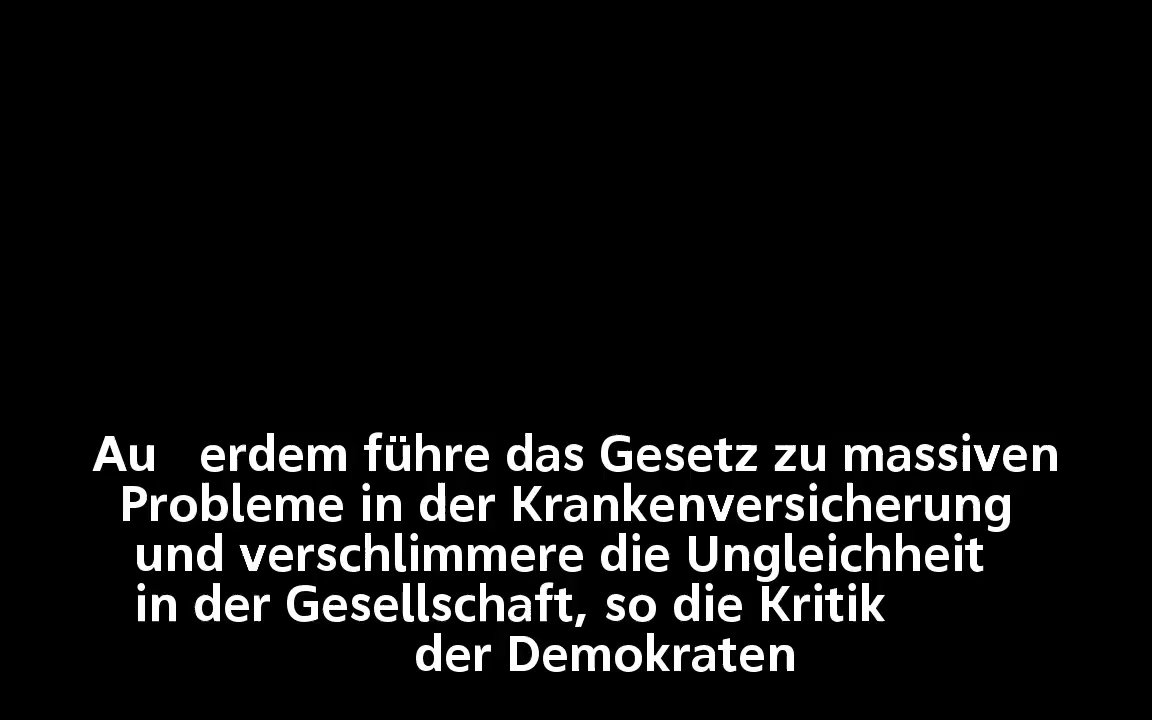 Au   erdem führe das Gesetz zu massiven
Probleme in der Krankenversicherung
und verschlimmere die Ungleichheit
in der Gesellschaft, so die Kritik
der Demokraten